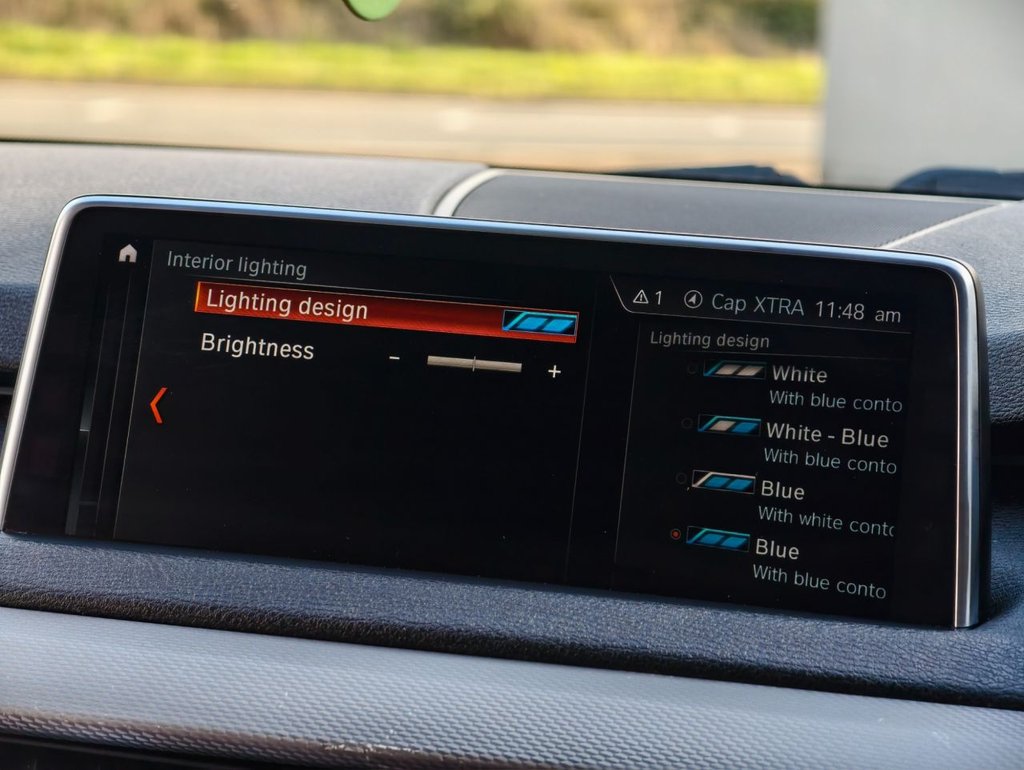 Interior lighting
Lighting design
Brightness
- +
1 Cap XTRA 11:48 am
Lighting design
White
With blue conto
White - Blue
With blue conto
Blue
With white cont
Blue
With blue conto